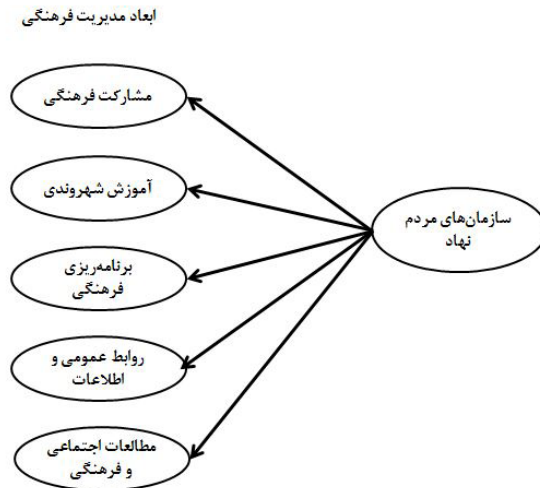 ابعاد مدیریت فرهنگی
مشارکت فرهنگی
آموزش شهروندی
سازمان‌های مردم
نهاد
برنامه‌ریزی
فرهنگی
روابط عمومی و
اطلاعات
مطالعات اجتماعی
و فرهنگی